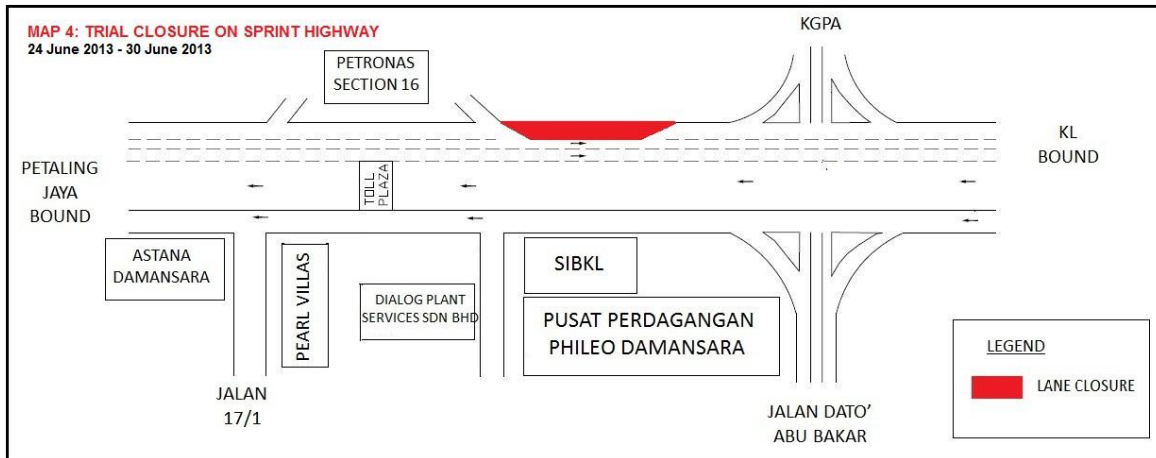 MAP 4: TRIAL CLOSURE ON SPRINT HIGHWAY
24 June 2013 - 30 June 2013
KGPA
PETRONAS
SECTION 16
KL
BOUND
PETALING
JAYA
BOUND
TOLL
PLAZA
ASTANA
DAMANSARA
PEARL VILLAS
DIALOG PLANT
SERVICES SDN BHD
SIBKL
PUSAT PERDAGANGAN
PHILEO DAMANSARA
JALAN
17/1
JALAN DATO'
ABU BAKAR
LEGEND
LANE CLOSURE